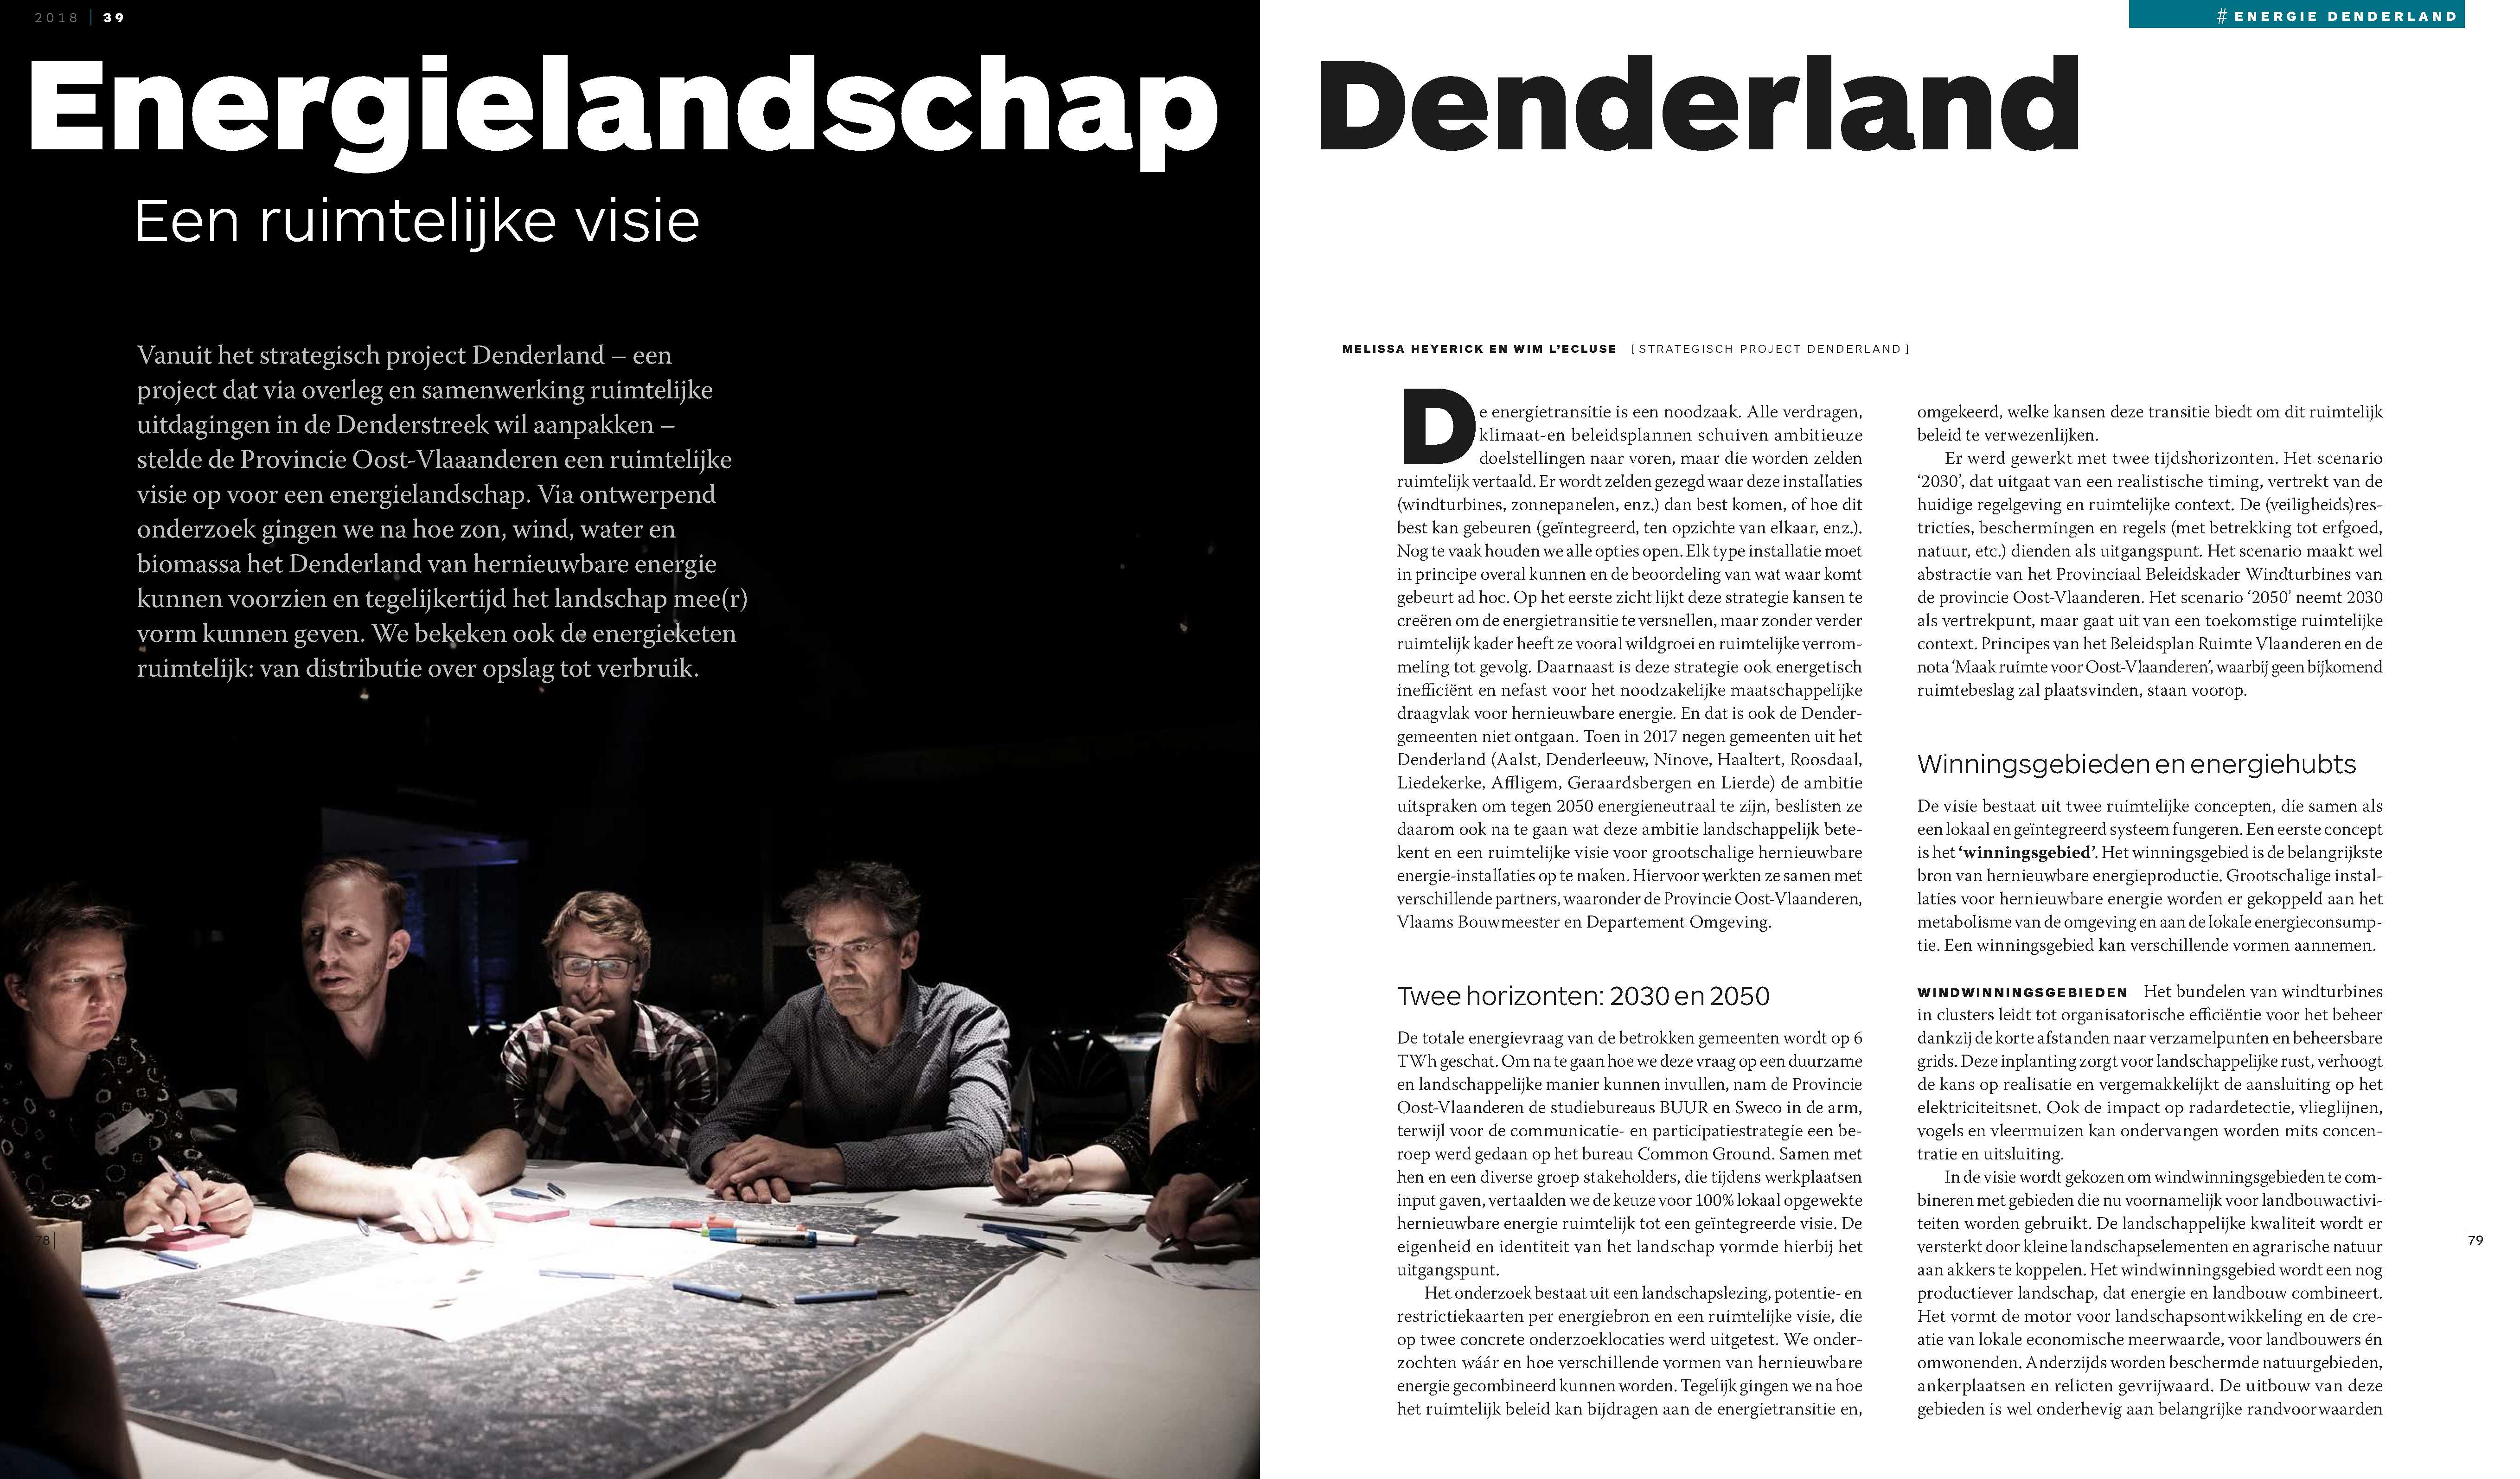 2018 | 39
Energielandschap
Een ruimtelijke visie
Vanuit het strategisch project Denderland – een
project dat via overleg en samenwerking ruimtelijke
uitdagingen in de Denderstreek wil aanpakken –
stelde de Provincie Oost-Vlaaanderen een ruimtelijke
visie op voor een energielandschap. Via ontwerpend
onderzoek gingen we na hoe zon, wind, water en
biomassa het Denderland van hernieuwbare energie
kunnen voorzien en tegelijkertijd het landschap mee(r)
vorm kunnen geven. We bekeken ook de energieketen
ruimtelijk: van distributie over opslag tot verbruik.
78
# ENERGIE DENDERLAND
Denderland
MELISSA HEYERICK EN WIM L'ECLUSE [ STRATEGISCH PROJECT DENDERLAND ]
De energietransitie is een noodzaak. Alle verdragen,
klimaat-en beleidsplannen schuiven ambitieuze
doelstellingen naar voren, maar die worden zelden
ruimtelijk vertaald. Er wordt zelden gezegd waar deze installaties
(windturbines, zonnepanelen, enz.) dan best komen, of hoe dit
best kan gebeuren (geïntegreerd, ten opzichte van elkaar, enz.).
Nog te vaak houden we alle opties open. Elk type installatie moet
in principe overal kunnen en de beoordeling van wat waar komt
gebeurt ad hoc. Op het eerste zicht lijkt deze strategie kansen te
creëren om de energietransitie te versnellen, maar zonder verder
ruimtelijk kader heeft ze vooral wildgroei en ruimtelijke verrom-
meling tot gevolg. Daarnaast is deze strategie ook energetisch
inefficiënt en nefast voor het noodzakelijke maatschappelijke
draagvlak voor hernieuwbare energie. En dat is ook de Dender-
gemeenten niet ontgaan. Toen in 2017 negen gemeenten uit het
Denderland (Aalst, Denderleeuw, Ninove, Haaltert, Roosdaal,
Liedekerke, Affligem, Geraardsbergen en Lierde) de ambitie
uitspraken om tegen 2050 energieneutraal te zijn, beslisten ze
daarom ook na te gaan wat deze ambitie landschappelijk bete-
kent en een ruimtelijke visie voor grootschalige hernieuwbare
energie-installaties op te maken. Hiervoor werkten ze samen met
verschillende partners, waaronder de Provincie Oost-Vlaanderen,
Vlaams Bouwmeester en Departement Omgeving.
Twee horizonten: 2030 en 2050
De totale energievraag van de betrokken gemeenten wordt op 6
TWh geschat. Om na te gaan hoe we deze vraag op een duurzame
en landschappelijke manier kunnen invullen, nam de Provincie
Oost-Vlaanderen de studiebureaus BUUR en Sweco in de arm,
terwijl voor de communicatie- en participatiestrategie een be-
roep werd gedaan op het bureau Common Ground. Samen met
hen en een diverse groep stakeholders, die tijdens werkplaatsen
input gaven, vertaalden we de keuze voor 100% lokaal opgewekte
hernieuwbare energie ruimtelijk tot een geïntegreerde visie. De
eigenheid en identiteit van het landschap vormde hierbij het
uitgangspunt.
Het onderzoek bestaat uit een landschapslezing, potentie- en
restrictiekaarten per energiebron en een ruimtelijke visie, die
op twee concrete onderzoeklocaties werd uitgetest. We onder-
zochten wáár en hoe verschillende vormen van hernieuwbare
energie gecombineerd kunnen worden. Tegelijk gingen we na hoe
het ruimtelijk beleid kan bijdragen aan de energietransitie en,
omgekeerd, welke kansen deze transitie biedt om dit ruimtelijk
beleid te verwezenlijken.
Er werd gewerkt met twee tijdshorizonten. Het scenario
‘2030’, dat uitgaat van een realistische timing, vertrekt van de
huidige regelgeving en ruimtelijke context. De (veiligheids)res-
tricties, beschermingen en regels (met betrekking tot erfgoed,
natuur, etc.) dienden als uitgangspunt. Het scenario maakt wel
abstractie van het Provinciaal Beleidskader Windturbines van
de provincie Oost-Vlaanderen. Het scenario ‘2050’ neemt 2030
als vertrekpunt, maar gaat uit van een toekomstige ruimtelijke
context. Principes van het Beleidsplan Ruimte Vlaanderen en de
nota ‘Maak ruimte voor Oost-Vlaanderen’, waarbij geen bijkomend
ruimtebeslag zal plaatsvinden, staan voorop.
Winningsgebieden en energiehubts
De visie bestaat uit twee ruimtelijke concepten, die samen als
een lokaal en geïntegreerd systeem fungeren. Een eerste concept
is het ‘winningsgebied’. Het winningsgebied is de belangrijkste
bron van hernieuwbare energieproductie. Grootschalige instal-
laties voor hernieuwbare energie worden er gekoppeld aan het
metabolisme van de omgeving en aan de lokale energieconsump-
tie. Een winningsgebied kan verschillende vormen aannemen.
WINDWINNINGSGEBIEDEN Het bundelen van windturbines
in clusters leidt tot organisatorische efficiëntie voor het beheer
dankzij de korte afstanden naar verzamelpunten en beheersbare
grids. Deze inplanting zorgt voor landschappelijke rust, verhoogt
de kans op realisatie en vergemakkelijkt de aansluiting op het
elektriciteitsnet. Ook de impact op radardetectie, vlieglijnen,
vogels en vleermuizen kan ondervangen worden mits concen-
tratie en uitsluiting.
In de visie wordt gekozen om windwinningsgebieden te com-
bineren met gebieden die nu voornamelijk voor landbouwactivi-
teiten worden gebruikt. De landschappelijke kwaliteit wordt er
versterkt door kleine landschapselementen en agrarische natuur
aan akkers te koppelen. Het windwinningsgebied wordt een nog
productiever landschap, dat energie en landbouw combineert.
Het vormt de motor voor landschapsontwikkeling en de cre-
atie van lokale economische meerwaarde, voor landbouwers én
omwonenden. Anderzijds worden beschermde natuurgebieden,
ankerplaatsen en relicten gevrijwaard. De uitbouw van deze
gebieden is wel onderhevig aan belangrijke randvoorwaarden
79